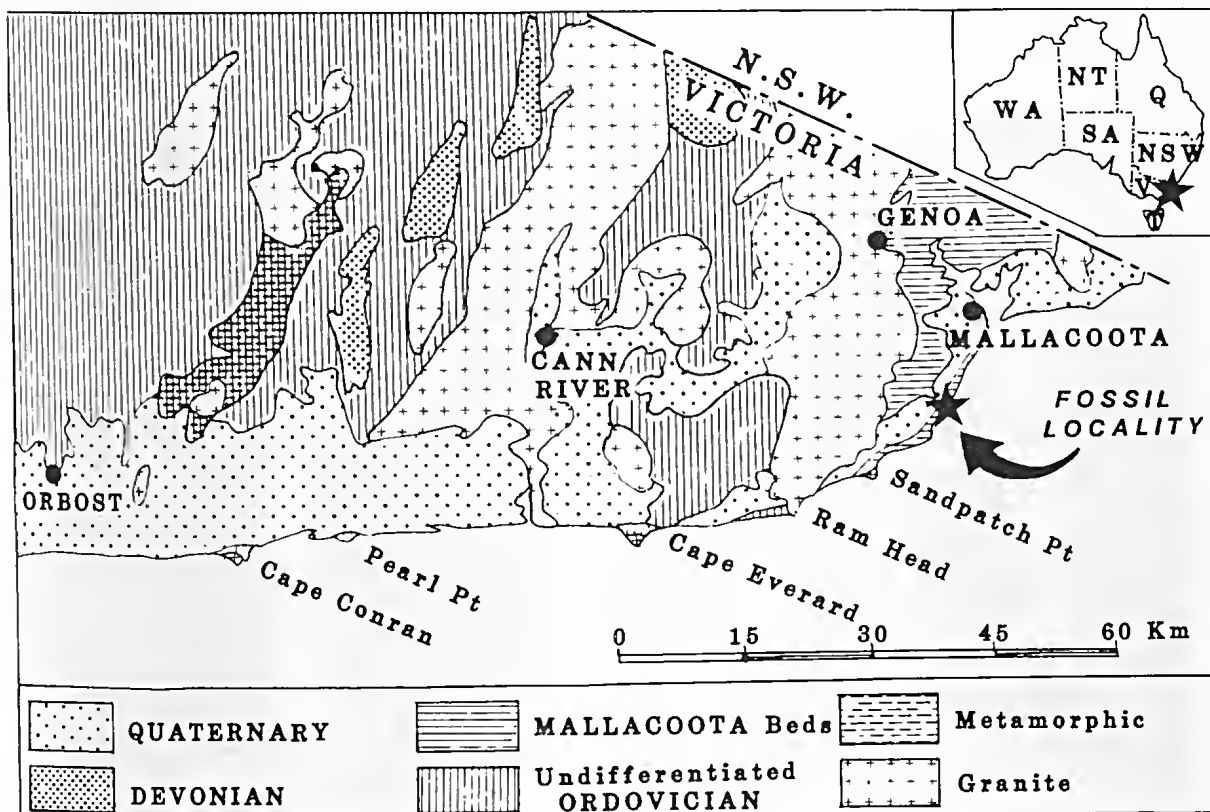 N.S.W.
VICTORIA
WA
NT
Q
SA
NSW
V
T
GENOA
MALLACOOTA
CANN
RIVER
FOSSIL
LOCALITY
ORBOST
Sandpatch Pt
Ram Head
Cape Everard
Pearl Pt
Cape Conran
0 15 30 45 60 Km
QUATERNARY
MALLACOOTA Beds
Metamorphic
DEVONIAN
Undifferentiated
ORDOVICIAN
Granite